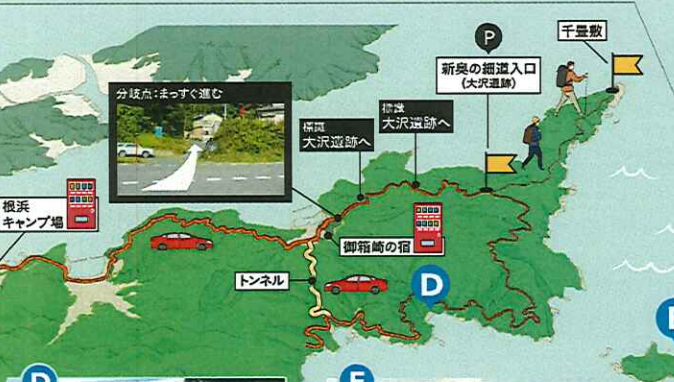 千畳敷
P
新奥の細道入口
(大沢遺跡)
分岐点:まっすぐ進む
標識
大沢遺跡へ
標識
大沢遺跡へ
根浜
キャンプ場
御箱崎の宿
トンネル
D
D
E